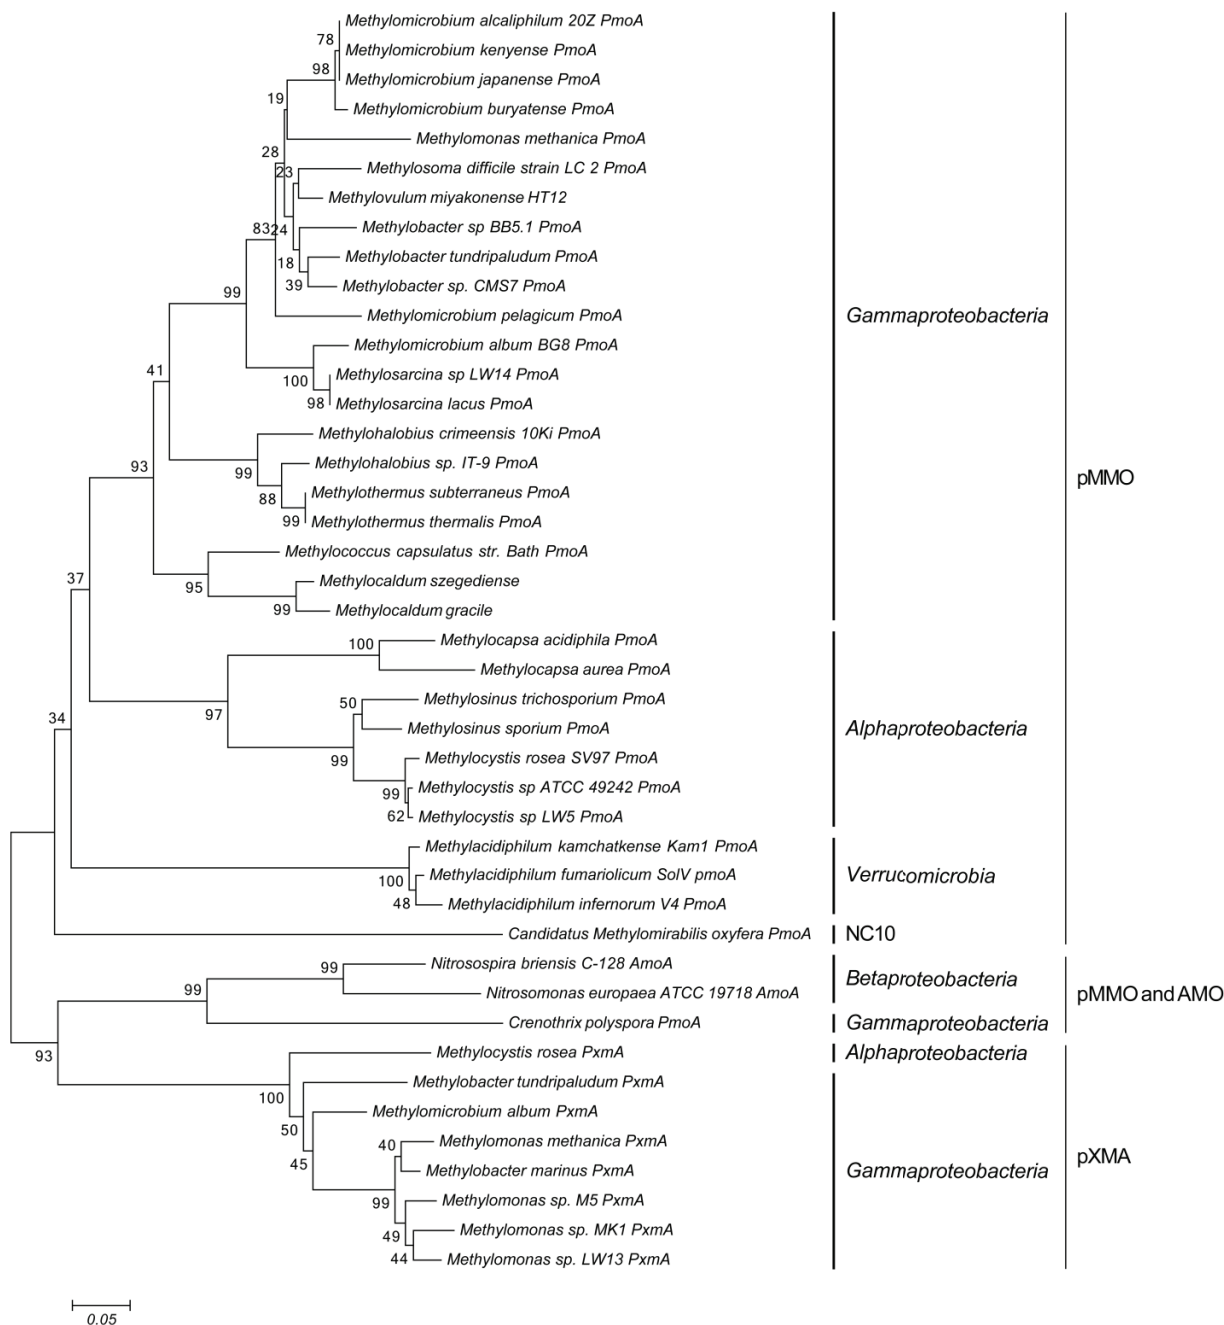 Methylomicrobium alcaliphilum 20Z PmoA
78
Methylomicrobium kenyense PmoA
98
Methylomicrobium japanense PmoA
19
Methylomicrobium buryatense PmoA
Methylomonas methanica PmoA
28
23
Methylosoma difficile strain LC 2 PmoA
Methylovulum miyakonense HT12
83
24
Methylobacter sp BB5.1 PmoA
18
Methylobacter tundripaludum PmoA
39
Methylobacter sp. CMS7 PmoA
99
Methylomicrobium pelagicum PmoA
Gammaproteobacteria
Methylomicrobium album BG8 PmoA
41
100
Methylosarcina sp LW14 PmoA
98
Methylosarcina lacus PmoA
Methylohalobius crimeensis 10Ki PmoA
93
99
Methylohalobius sp. IT-9 PmoA
pMMO
88
Methylothermus subterraneus PmoA
99
Methylothermus thermalis PmoA
Methylococcus capsulatus str. Bath PmoA
37
95
Methylocaldum szegediense
99
Methylocaldum gracile
100
Methylocapsa acidiphila PmoA
Methylocapsa aurea PmoA
50
Methylosinus trichosporium PmoA
34
97
Methylosinus sporium PmoA
Alphaproteobacteria
99
Methylocystis rosea SV97 PmoA
99
Methylocystis sp ATCC 49242 PmoA
62
Methylocystis sp LW5 PmoA
Methylacidiphilum kamchatkense Kam1 PmoA
100
Methylacidiphilum fumariolicum SolV pmoA
Verrucomicrobia
48
Methylacidiphilum infernorum V4 PmoA
Candidatus Methylomirabilis oxyfera PmoA
NC10
99
Nitrosospira briensis C-128 AmoA
Betaproteobacteria
99
Nitrosomonas europaea ATCC 19718 AmoA
pMMO and AMO
Crenothrix polyspora PmoA
Gammaproteobacteria
93
Methylocystis rosea PxmA
Alphaproteobacteria
100
Methylobacter tundripaludum PxmA
50
Methylomicrobium album PxmA
40
Methylomonas methanica PxmA
45
Methylobacter marinus PxmA
Gammaproteobacteria
pXMA
99
Methylomonas sp. M5 PxmA
49
Methylomonas sp. MK1 PxmA
44
Methylomonas sp. LW13 PxmA
0.05